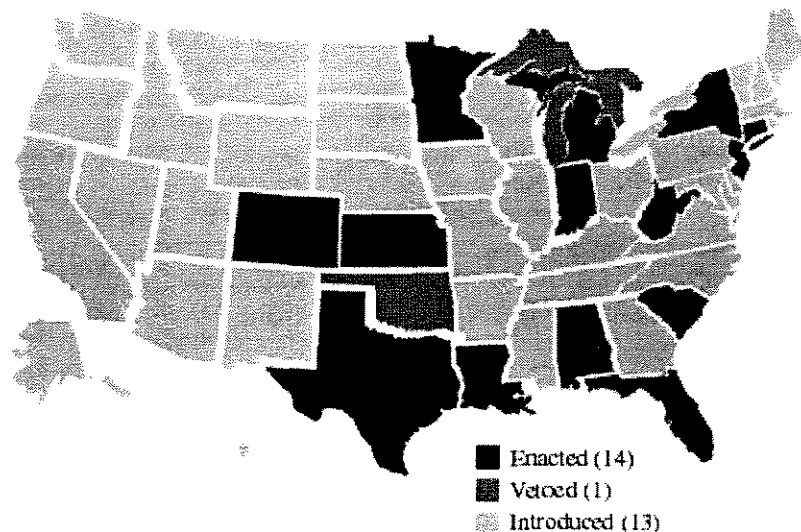 Enacted (14)
Vetoed (1)
Introduced (13)